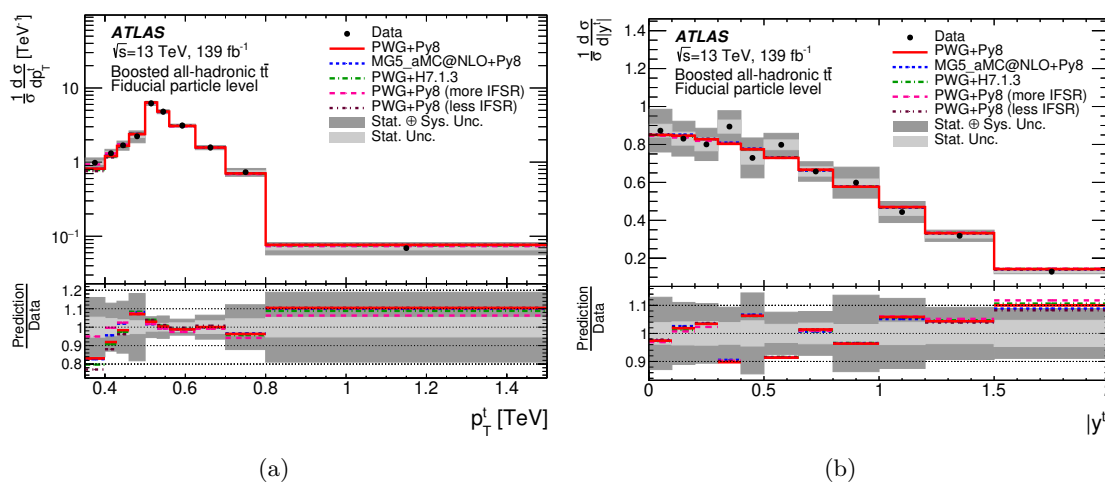 ATLAS
√s=13 TeV, 139 fb⁻¹
Boosted all-hadronic tt̄
Fiducial particle level
Data
PWG+Py8
MG5_aMC@NLO+Py8
PWG+H7.1.3
PWG+Py8 (more IFSR)
PWG+Py8 (less IFSR)
Stat. ⊕ Sys. Unc.
Stat. Unc.
1/σ dσ/dp_T^t [TeV⁻¹]
10
1
10⁻¹
Prediction
Data
1.2
1.1
1
0.9
0.8
0.4 0.6 0.8 1 1.2 1.4
p_T^t [TeV]
(a)
ATLAS
√s=13 TeV, 139 fb⁻¹
Boosted all-hadronic tt̄
Fiducial particle level
Data
PWG+Py8
MG5_aMC@NLO+Py8
PWG+H7.1.3
PWG+Py8 (more IFSR)
PWG+Py8 (less IFSR)
Stat. ⊕ Sys. Unc.
Stat. Unc.
1/σ dσ/d|y^t|
1.4
1.2
1
0.8
0.6
0.4
0.2
Prediction
Data
1.1
1.0
0.9
0 0.5 1 1.5
|y^t
(b)